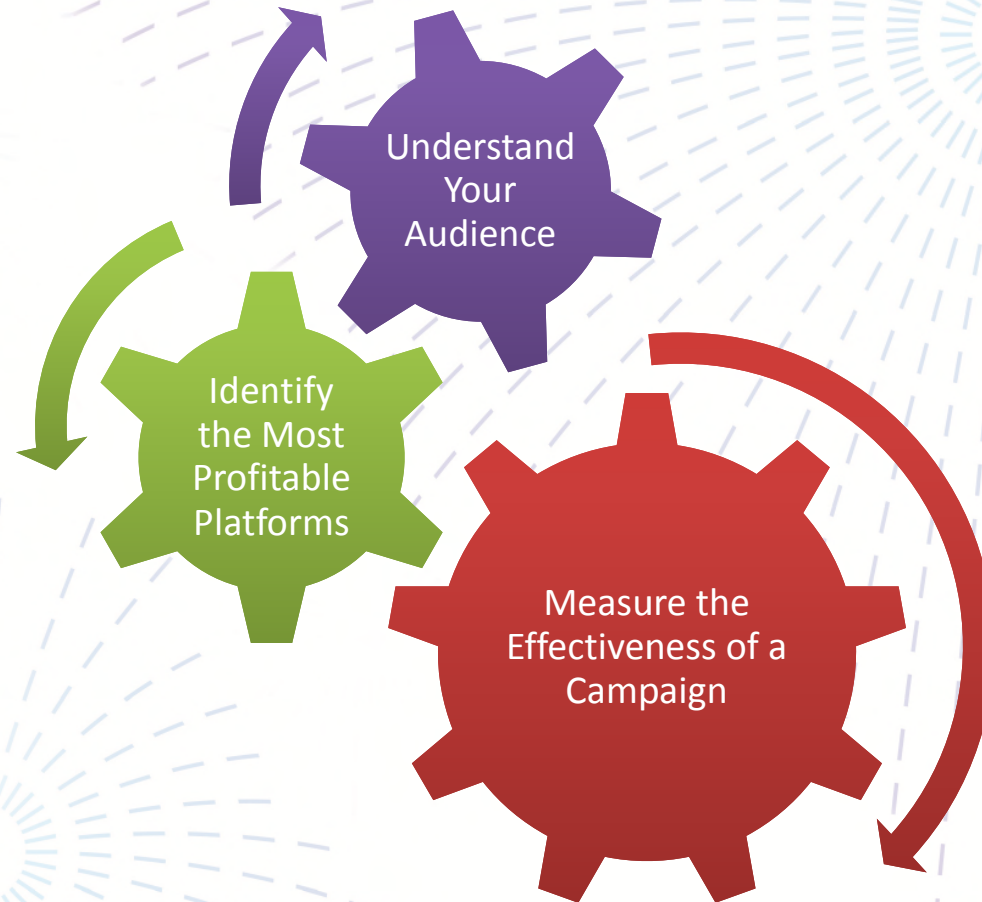 Understand
Your
Audience
Identify
the Most
Profitable
Platforms
Measure the
Effectiveness of a
Campaign